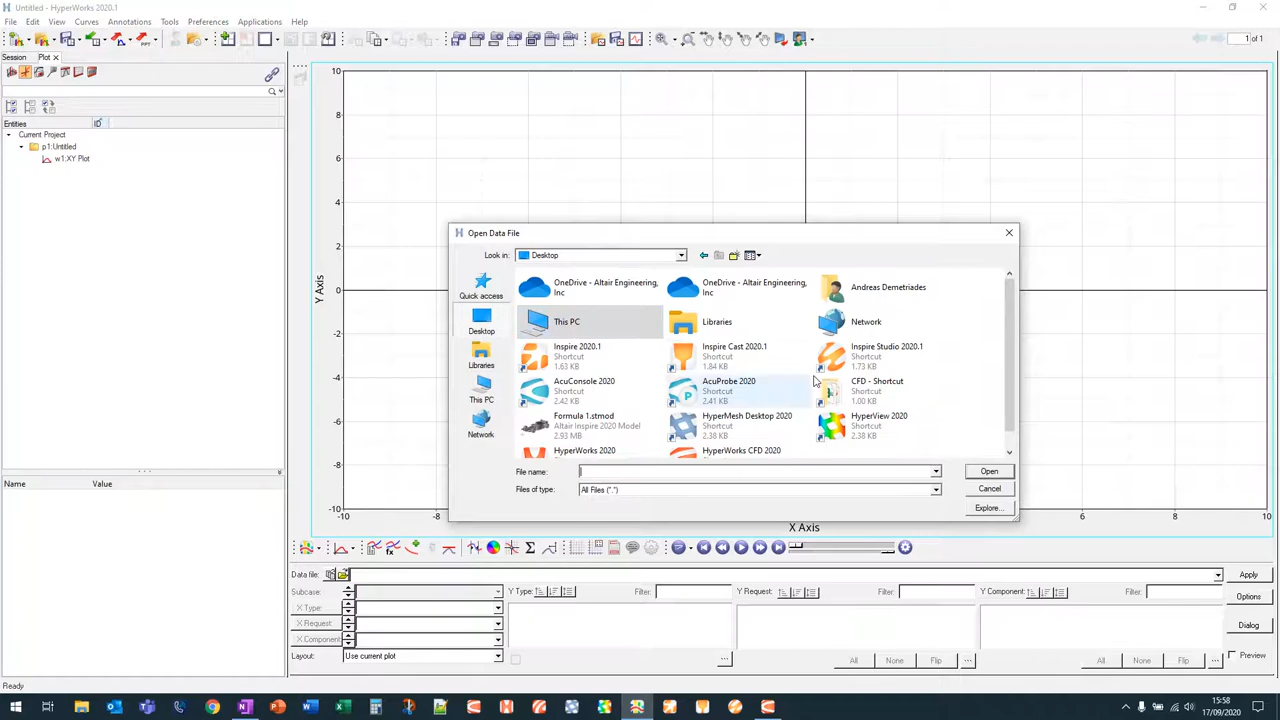 Untitled - HyperWorks 2020.1
File Edit View Curves Annotations Tools Preferences Applications Help
1 of 1
Session Plot
Entities ID
Current Project
p1:Untitled
w1:XY Plot
Name Value
10
8
6
4
2
0
-2
-4
-6
-8
-10
Y Axis
-10 -8 6 8 10
X Axis
Open Data File
Look in: Desktop
Quick access
Desktop
Libraries
This PC
Network
OneDrive - Altair Engineering, Inc
OneDrive - Altair Engineering, Inc
Andreas Demetriades
This PC
Libraries
Network
Inspire 2020.1
Shortcut
1.63 KB
Inspire Cast 2020.1
Shortcut
1.84 KB
Inspire Studio 2020.1
Shortcut
1.73 KB
AcuConsole 2020
Shortcut
2.42 KB
AcuProbe 2020
Shortcut
2.41 KB
CFD - Shortcut
Shortcut
1.00 KB
Formula 1.stmod
Altair Inspire 2020 Model
2.93 MB
HyperMesh Desktop 2020
Shortcut
2.38 KB
HyperView 2020
Shortcut
2.38 KB
HyperWorks 2020
HyperWorks CFD 2020
File name:
Open
Files of type: All Files (*.*)
Cancel
Explore...
Data file:
Apply
Subcase:
X Type:
X Request:
X Component:
Layout: Use current plot
Y Type: Filter:
Y Request: Filter:
Y Component: Filter:
Options
Dialog
All None Flip ...
All None Flip ...
Preview
Ready
15:58
17/09/2020